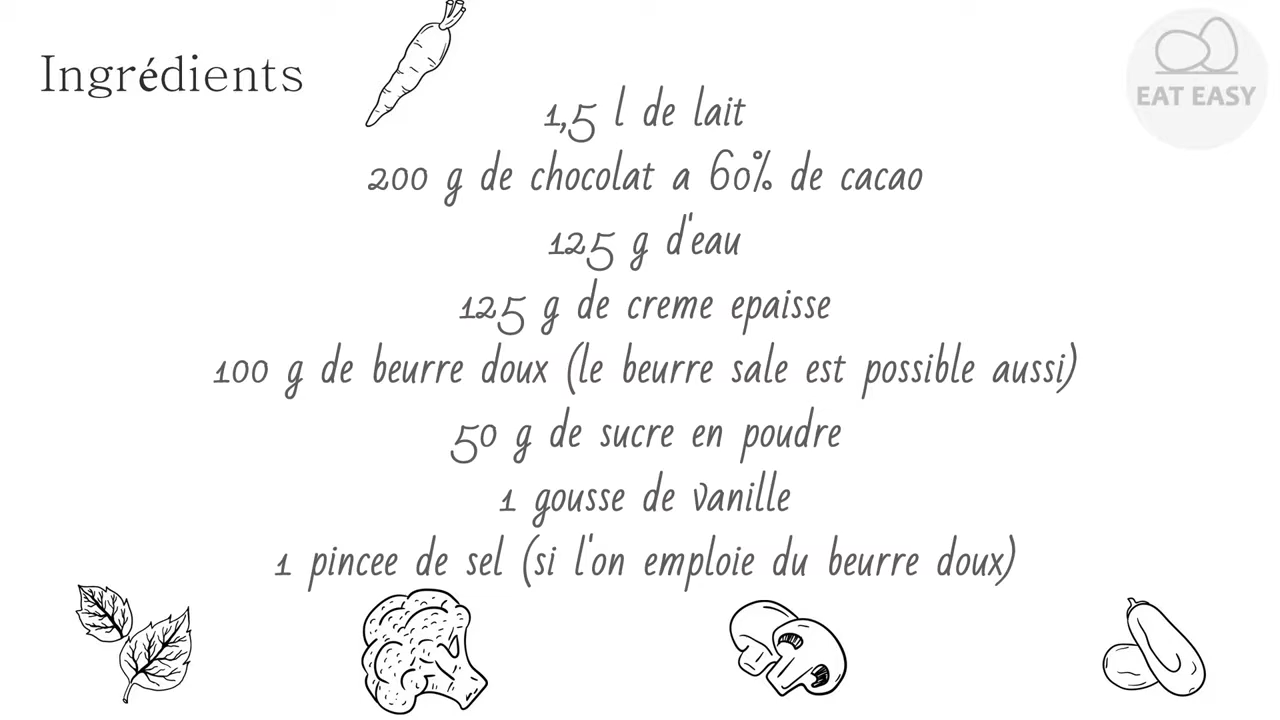 Ingrédients
EAT EASY
1,5 l de lait
200 g de chocolat a 60% de cacao
125 g d'eau
125 g de creme epaisse
100 g de beurre doux (le beurre sale est possible aussi)
50 g de sucre en poudre
1 gousse de vanille
1 pincee de sel (si l'on emploie du beurre doux)